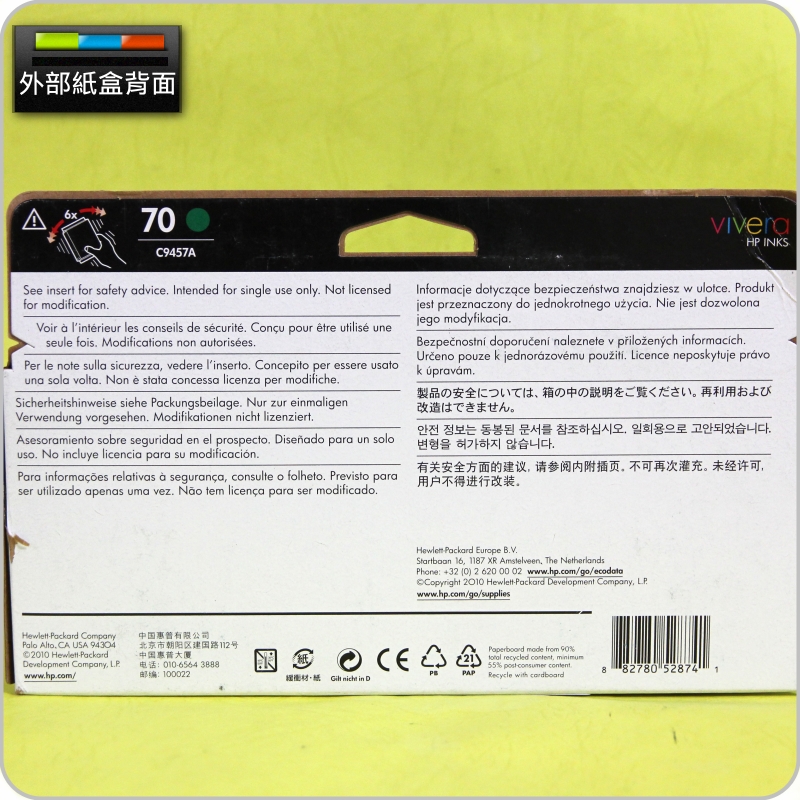 外部紙盒背面
6x
70
C9457A
vivera
HP INKS
See insert for safety advice. Intended for single use only. Not licensed
for modification.
Voir à l'intérieur les conseils de sécurité. Conçu pour être utilisé une
seule fois. Modifications non autorisées.
Per le note sulla sicurezza, vedere l'inserto. Concepito per essere usato
una sola volta. Non è stata concessa licenza per modifiche.
Sicherheitshinweise siehe Packungsbeilage. Nur zur einmaligen
Verwendung vorgesehen. Modifikationen nicht lizenziert.
Asesoramiento sobre seguridad en el prospecto. Diseñado para un solo
uso. No incluye licencia para su modificación.
Para informações relativas à segurança, consulte o folheto. Previsto para
ser utilizado apenas uma vez. Não tem licença para ser modificado.
Informacje dotyczące bezpieczeństwa znajdziesz w ulotce. Produkt
jest przeznaczony do jednokrotnego użycia. Nie jest dozwolona
jego modyfikacja.
Bezpečnostní doporučení naleznete v přiložených informacích.
Určeno pouze k jednorázovému použití. Licence neposkytuje právo
k úpravám.
製品の安全については、箱の中の説明をご覧ください。再利用および
改造はできません。
안전 정보는 동봉된 문서를 참조하십시오. 일회용으로 고안되었습니다.
변형을 허가하지 않습니다.
有关安全方面的建议，请参阅内附插页。不可再次灌充。未经许可，
用户不得进行改装。
Hewlett-Packard Europe B.V.
Startbaan 16, 1187 XR Amstelveen, The Netherlands
Phone: +32 (0) 2 620 00 02 www.hp.com/go/ecodata
©Copyright 2010 Hewlett-Packard Development Company, L.P.
www.hp.com/go/supplies
Hewlett-Packard Company
Palo Alto, CA USA 94304
© 2010 Hewlett-Packard
Development Company, L.P.
www.hp.com/
中国惠普有限公司
北京市朝阳区建国路112号
中国惠普大厦
电话: 010-6564 3888
邮编: 100022
紙
緩衝材・紙
Gilt nicht in D
CE
PB
21
PAP
Paperboard made from 90%
total recycled content, minimum
55% post-consumer content.
Recycle with cardboard
8 82780 52874 1